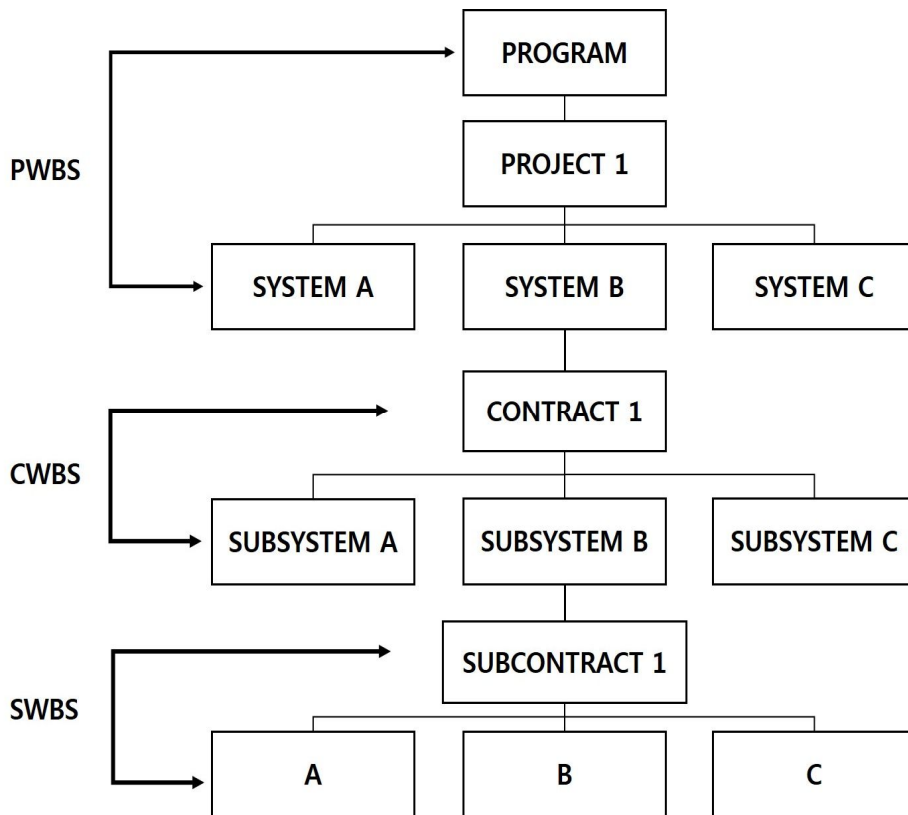 PROGRAM
PWBS
PROJECT 1
SYSTEM A
SYSTEM B
SYSTEM C
CONTRACT 1
CWBS
SUBSYSTEM A
SUBSYSTEM B
SUBSYSTEM C
SUBCONTRACT 1
SWBS
A
B
C